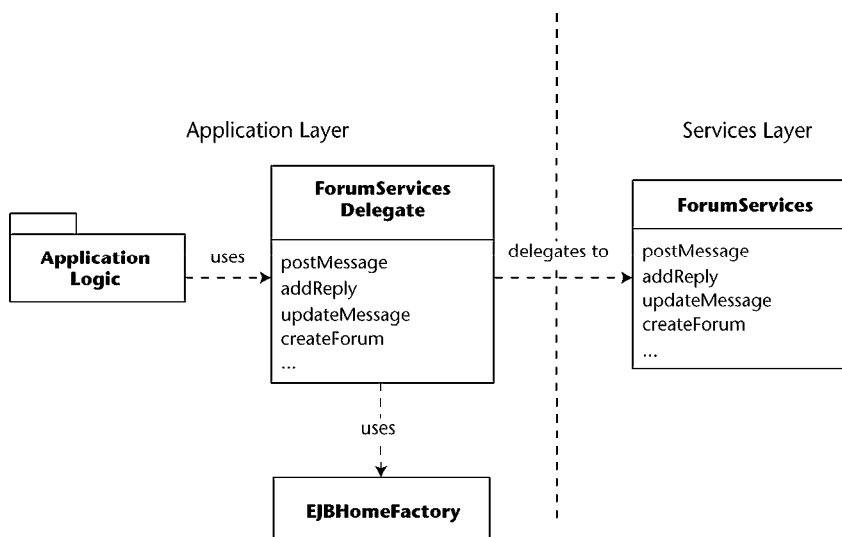 Application Layer
Services Layer
ForumServices
Delegate
ForumServices
Application
Logic
uses
postMessage
addReply
updateMessage
createForum
...
delegates to
postMessage
addReply
updateMessage
createForum
...
uses
EJBHomeFactory